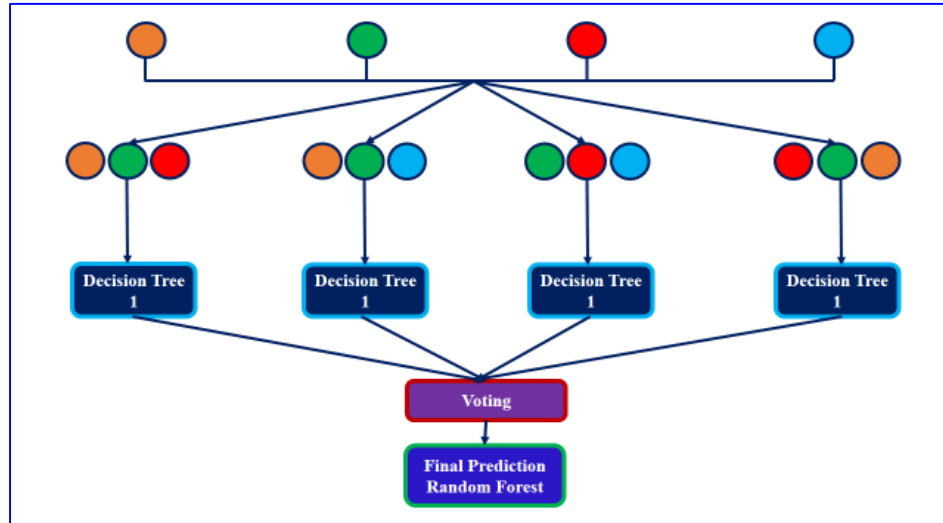 Decision Tree
1
Decision Tree
1
Decision Tree
1
Decision Tree
1
Voting
Final Prediction
Random Forest